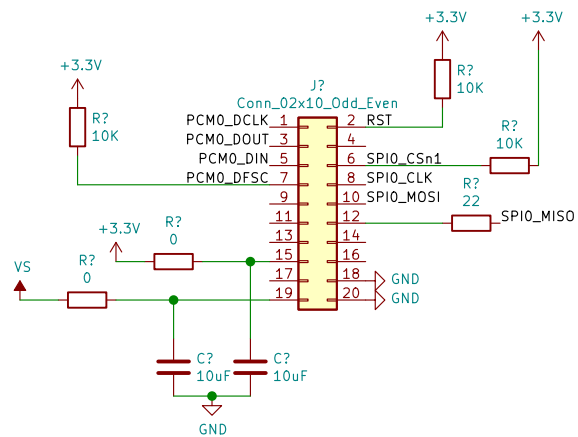 +3.3V
+3.3V
+3.3V
R?
10K
R?
10K
R?
10K
J?
Conn_02x10_Odd_Even
PCM0_DCLK 1 2 RST
PCM0_DOUT 3 4
PCM0_DIN 5 6 SPI0_CSn1
PCM0_DFSC 7 8 SPI0_CLK
9 10 SPI0_MOSI
11 12
13 14
15 16
17 18 GND
19 20 GND
R?
22
SPI0_MISO
+3.3V
R?
0
VS
R?
0
C?
10uF
C?
10uF
GND